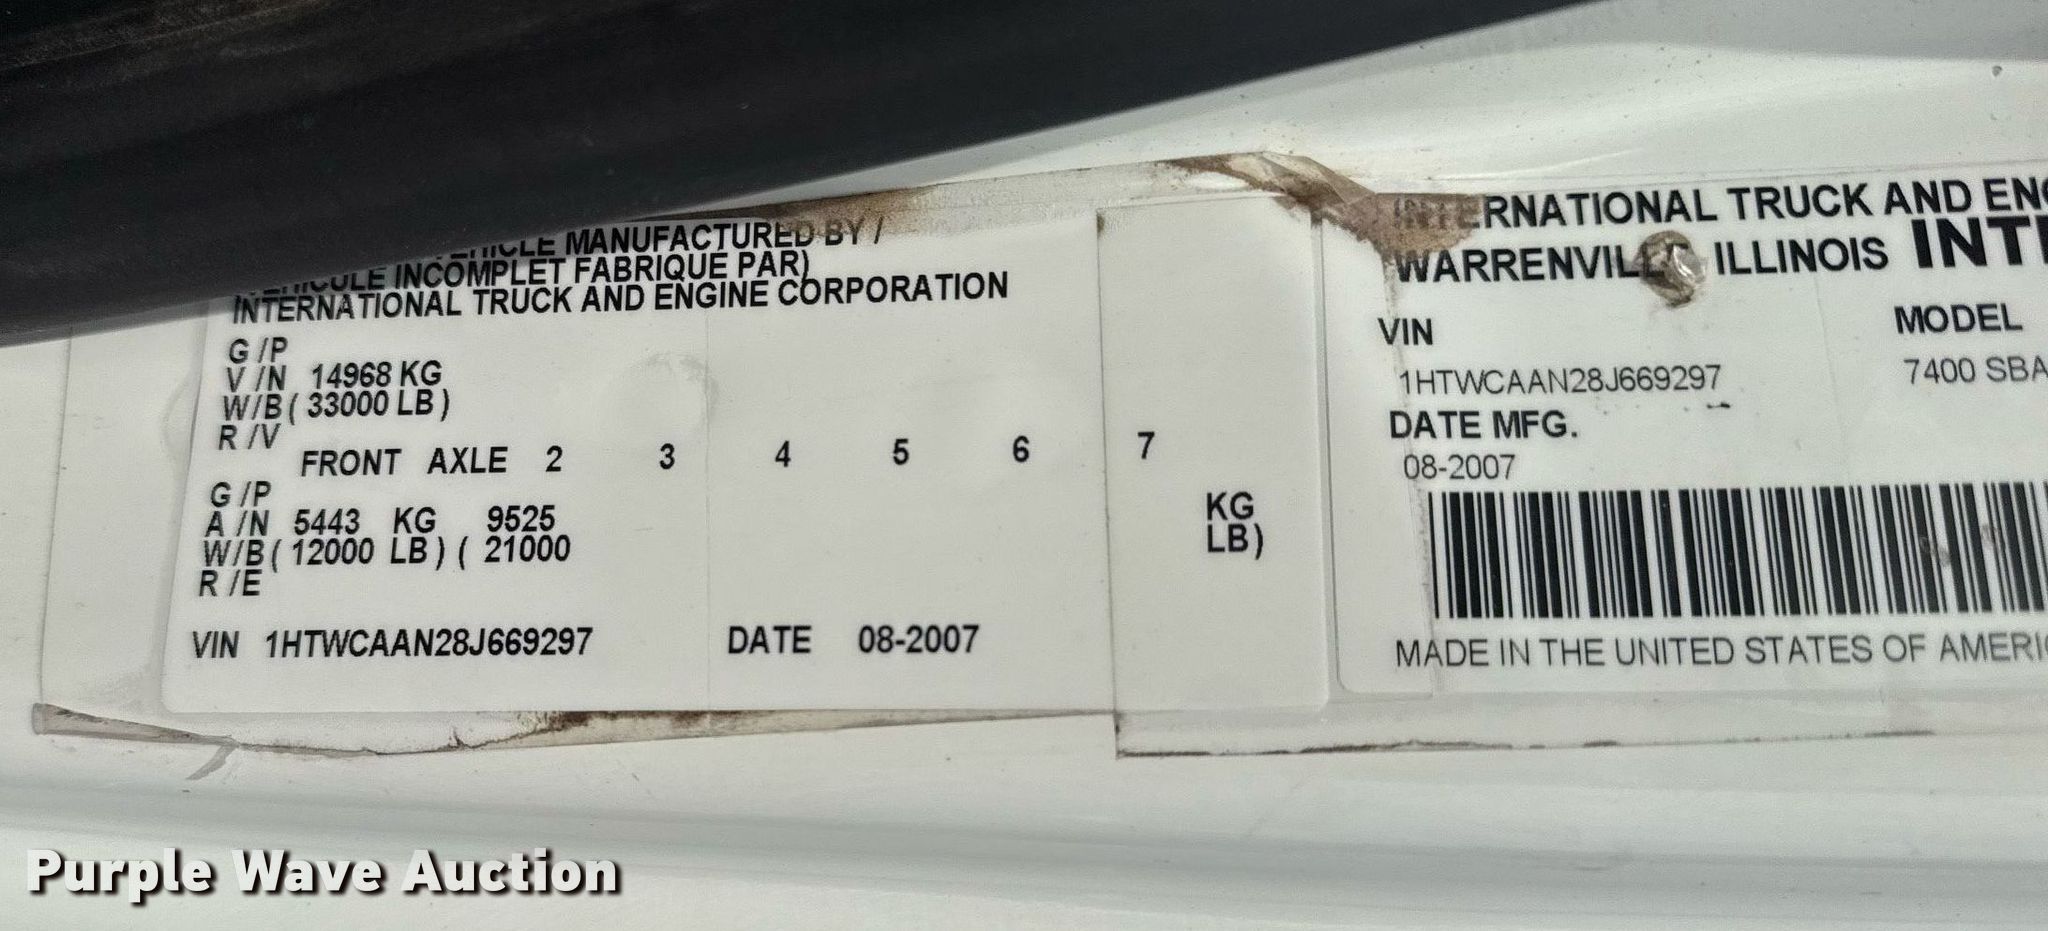 VEHICLE MANUFACTURED BY /
VEHICULE INCOMPLET FABRIQUE PAR)
INTERNATIONAL TRUCK AND ENGINE CORPORATION
G /P
V /N 14968 KG
W/B ( 33000 LB )
R /V
FRONT AXLE 2 3 4 5 6 7
G /P
A /N 5443 KG 9525 KG
W/B ( 12000 LB ) ( 21000 LB)
R /E
VIN 1HTWCAAN28J669297 DATE 08-2007
INTERNATIONAL TRUCK AND ENG
WARRENVILLE ILLINOIS INTE
VIN MODEL
1HTWCAAN28J669297 7400 SBA
DATE MFG.
08-2007
MADE IN THE UNITED STATES OF AMERIC
Purple Wave Auction